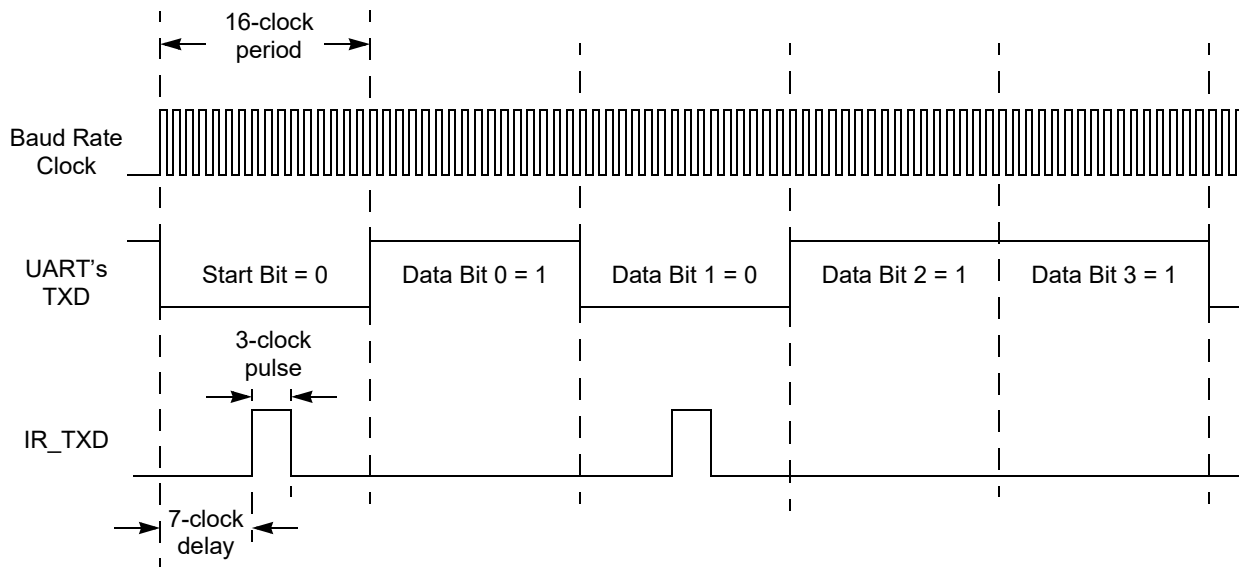 16-clock
period
Baud Rate
Clock
UART’s
TXD
Start Bit = 0
Data Bit 0 = 1
Data Bit 1 = 0
Data Bit 2 = 1
Data Bit 3 = 1
3-clock
pulse
IR_TXD
7-clock
delay